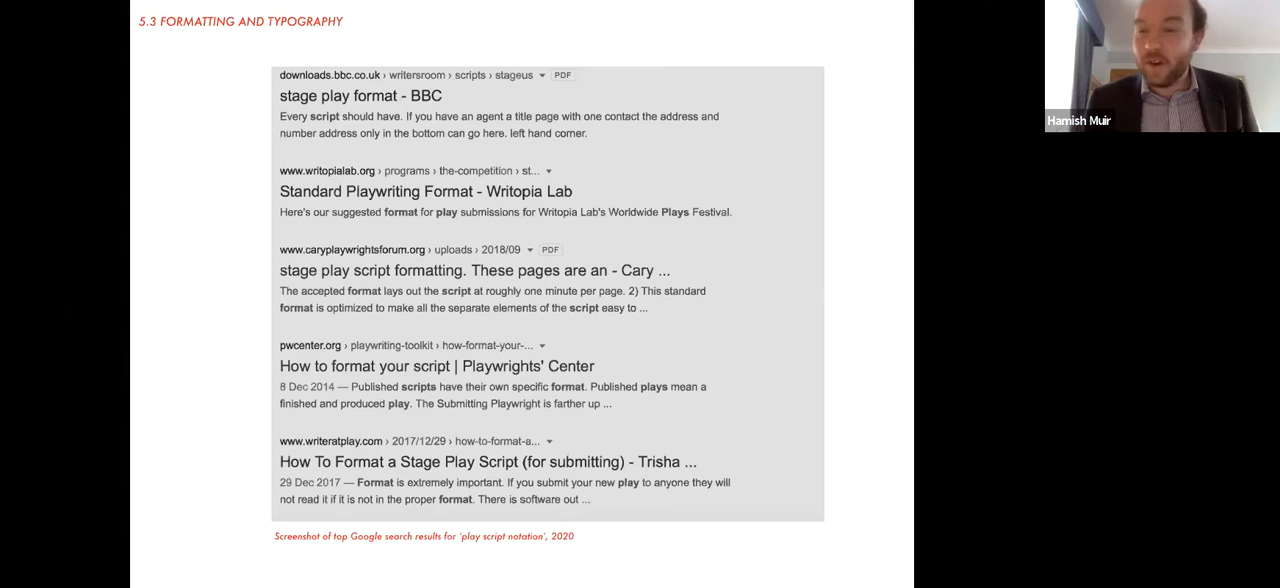 5.3 FORMATTING AND TYPOGRAPHY
downloads.bbc.co.uk › writersroom › scripts › stageus ▼ PDF
stage play format - BBC
Every script should have. If you have an agent a title page with one contact the address and
number address only in the bottom can go here. left hand corner.
www.writopialab.org › programs › the-competition › st... ▼
Standard Playwriting Format - Writopia Lab
Here's our suggested format for play submissions for Writopia Lab's Worldwide Plays Festival.
www.caryplaywrightsforum.org › uploads › 2018/09 ▼ PDF
stage play script formatting. These pages are an - Cary ...
The accepted format lays out the script at roughly one minute per page. 2) This standard
format is optimized to make all the separate elements of the script easy to ...
pwcenter.org › playwriting-toolkit › how-format-your-... ▼
How to format your script | Playwrights' Center
8 Dec 2014 — Published scripts have their own specific format. Published plays mean a
finished and produced play. The Submitting Playwright is farther up ...
www.writeratplay.com › 2017/12/29 › how-to-format-a... ▼
How To Format a Stage Play Script (for submitting) - Trisha ...
29 Dec 2017 — Format is extremely important. If you submit your new play to anyone they will
not read it if it is not in the proper format. There is software out ...
Screenshot of top Google search results for 'play script notation', 2020
Hamish Muir